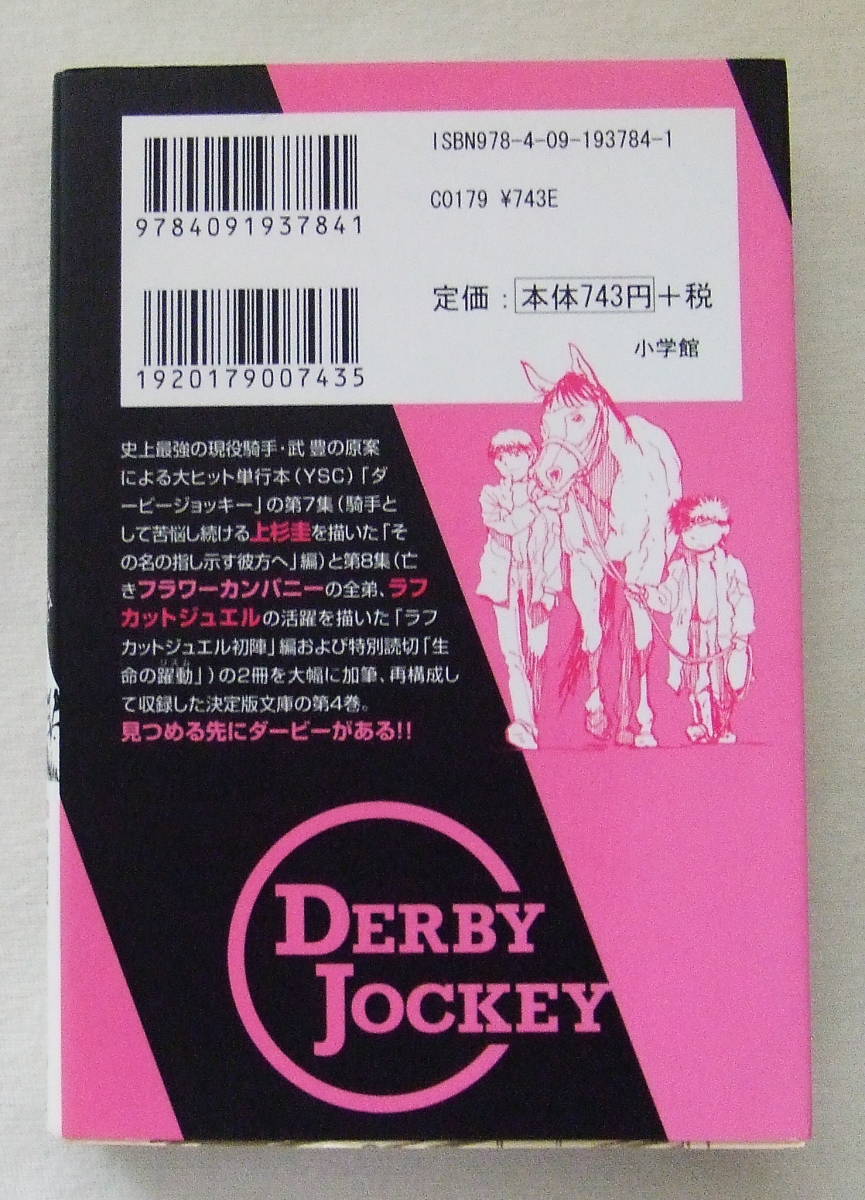 ISBN978-4-09-193784-1
9784091937841
C0179 ¥743E
定価：本体743円+税
小学館
1920179007435
史上最強の現役騎手・武 豊の原案
による大ヒット単行本(YSC)「ダ
ービージョッキー」の第7集(騎手と
して苦悩し続ける上杉圭を描いた「そ
の名の指し示す彼方へ」編)と第8集(亡
きフラワーカンパニーの全弟、ラフ
カットジュエルの活躍を描いた「ラフ
カットジュエル初陣」編および特別読切「生
命の躍動」)の2冊を大幅に加筆、再構成し
て収録した決定版文庫の第4巻。
見つめる先にダービーがある!!
DERBY
JOCKEY